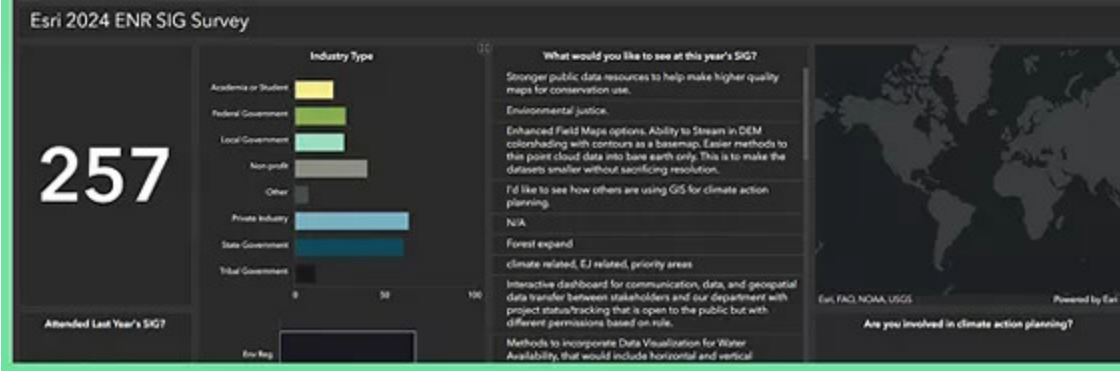 Esri 2024 ENR SIG Survey
257
Attended Last Year's SIG?
Industry Type
Academia or Student
Federal Government
Local Government
Non-profit
Other
Private Industry
State Government
Tribal Government
0
50
100
Env Reg
What would you like to see at this year's SIG?
Stronger public data resources to help make higher quality
maps for conservation use.
Environmental justice.
Enhanced Field Maps options. Ability to Stream in DEM
colorshading with contours as a basemap. Easier methods to
thin point cloud data into bare earth only. This is to make the
datasets smaller without sacrificing resolution.
I'd like to see how others are using GIS for climate action
planning.
N/A
Forest expand
climate related, EJ related, priority areas
Interactive dashboard for communication, data, and geospatial
data transfer between stakeholders and our department with
project status/tracking that is open to the public but with
different permissions based on role.
Methods to incorporate Data Visualization for Water
Availability, that would include horizontal and vertical
Esri, FAO, NOAA, USGS
Powered by Esri
Are you involved in climate action planning?